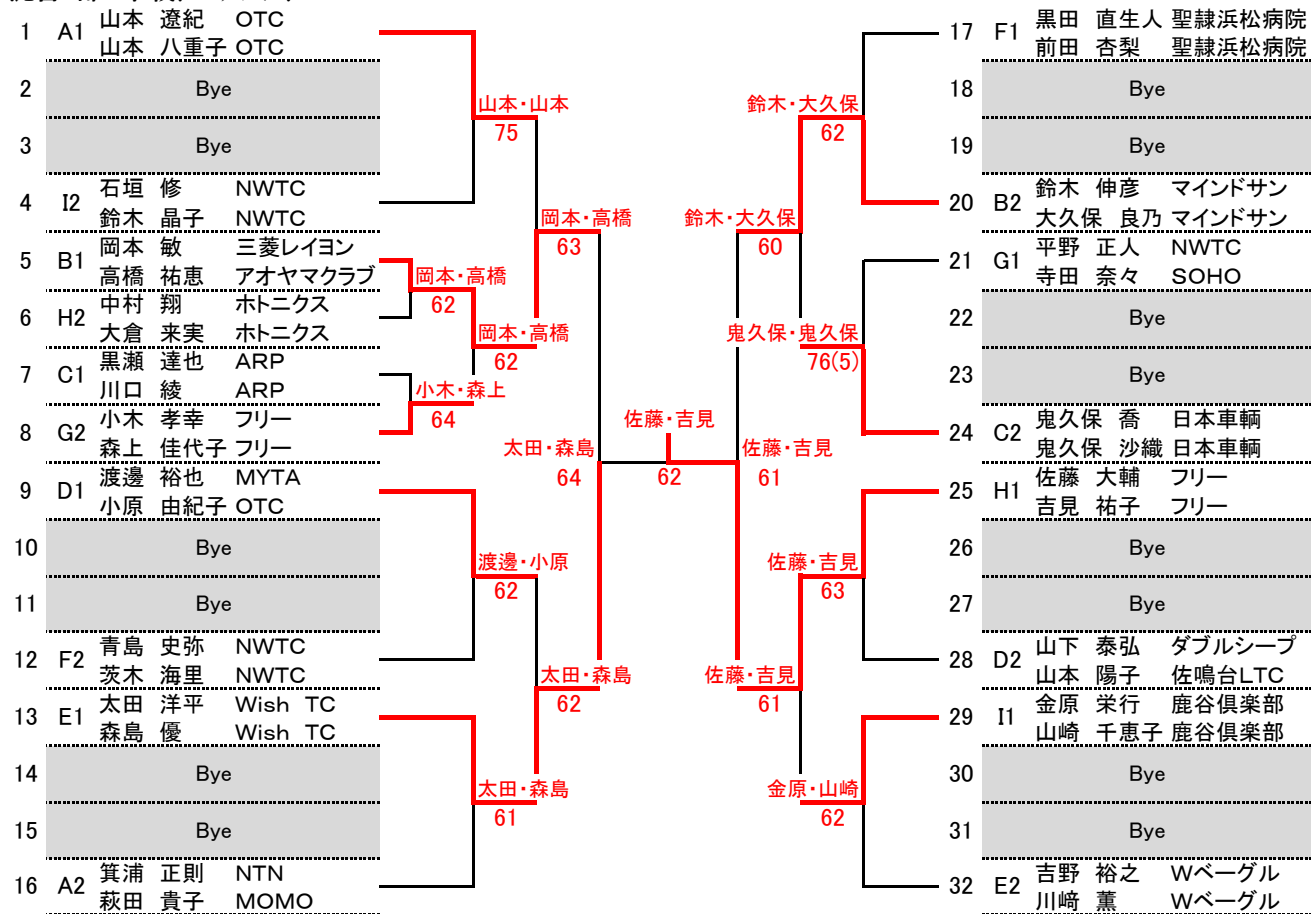 1 A1 山本 遼紀 OTC
山本 八重子 OTC
2 Bye
3 Bye
4 I2 石垣 修 NWTC
鈴木 晶子 NWTC
5 B1 岡本 敏 三菱レイヨン
高橋 祐恵 アオヤマクラブ
6 H2 中村 翔 ホトニクス
大倉 来実 ホトニクス
7 C1 黒瀬 達也 ARP
川口 綾 ARP
8 G2 小木 孝幸 フリー
森上 佳代子 フリー
9 D1 渡邊 裕也 MYTA
小原 由紀子 OTC
10 Bye
11 Bye
12 F2 青島 史弥 NWTC
茨木 海里 NWTC
13 E1 太田 洋平 Wish TC
森島 優 Wish TC
14 Bye
15 Bye
16 A2 箕浦 正則 NTN
萩田 貴子 MOMO
岡本・高橋
62
小木・森上
64
山本・山本
75
岡本・高橋
62
渡邊・小原
62
太田・森島
61
岡本・高橋
63
太田・森島
62
太田・森島
64
佐藤・吉見
62
佐藤・吉見
61
鈴木・大久保
60
佐藤・吉見
61
鈴木・大久保
62
鬼久保・鬼久保
76(5)
佐藤・吉見
63
金原・山崎
62
17 F1 黒田 直生人 聖隷浜松病院
前田 杏梨 聖隷浜松病院
18 Bye
19 Bye
20 B2 鈴木 伸彦 マインドサン
大久保 良乃 マインドサン
21 G1 平野 正人 NWTC
寺田 奈々 SOHO
22 Bye
23 Bye
24 C2 鬼久保 喬 日本車輌
鬼久保 沙織 日本車輌
25 H1 佐藤 大輔 フリー
吉見 祐子 フリー
26 Bye
27 Bye
28 D2 山下 泰弘 ダブルシープ
山本 陽子 佐鳴台LTC
29 I1 金原 栄行 鹿谷倶楽部
山崎 千恵子 鹿谷倶楽部
30 Bye
31 Bye
32 E2 吉野 裕之 Wベーグル
川﨑 薫 Wベーグル